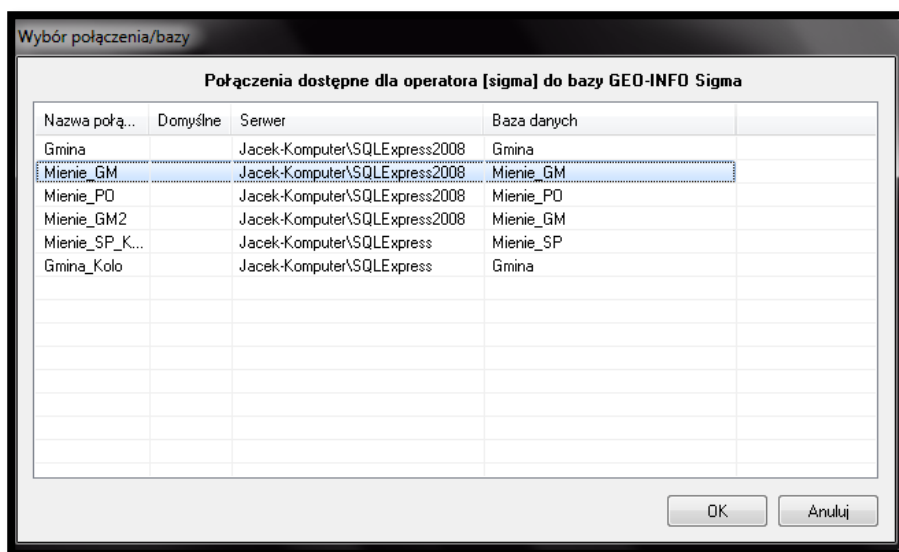 Wybór połączenia/bazy
Połączenia dostępne dla operatora [sigma] do bazy GEO-INFO Sigma
Nazwa połą... Domyślne Serwer Baza danych
Gmina Jacek-Komputer\SQLExpress2008 Gmina
Mienie_GM Jacek-Komputer\SQLExpress2008 Mienie_GM
Mienie_PO Jacek-Komputer\SQLExpress2008 Mienie_PO
Mienie_GM2 Jacek-Komputer\SQLExpress2008 Mienie_GM
Mienie_SP_K... Jacek-Komputer\SQLExpress Mienie_SP
Gmina_Kolo Jacek-Komputer\SQLExpress Gmina
OK Anuluj